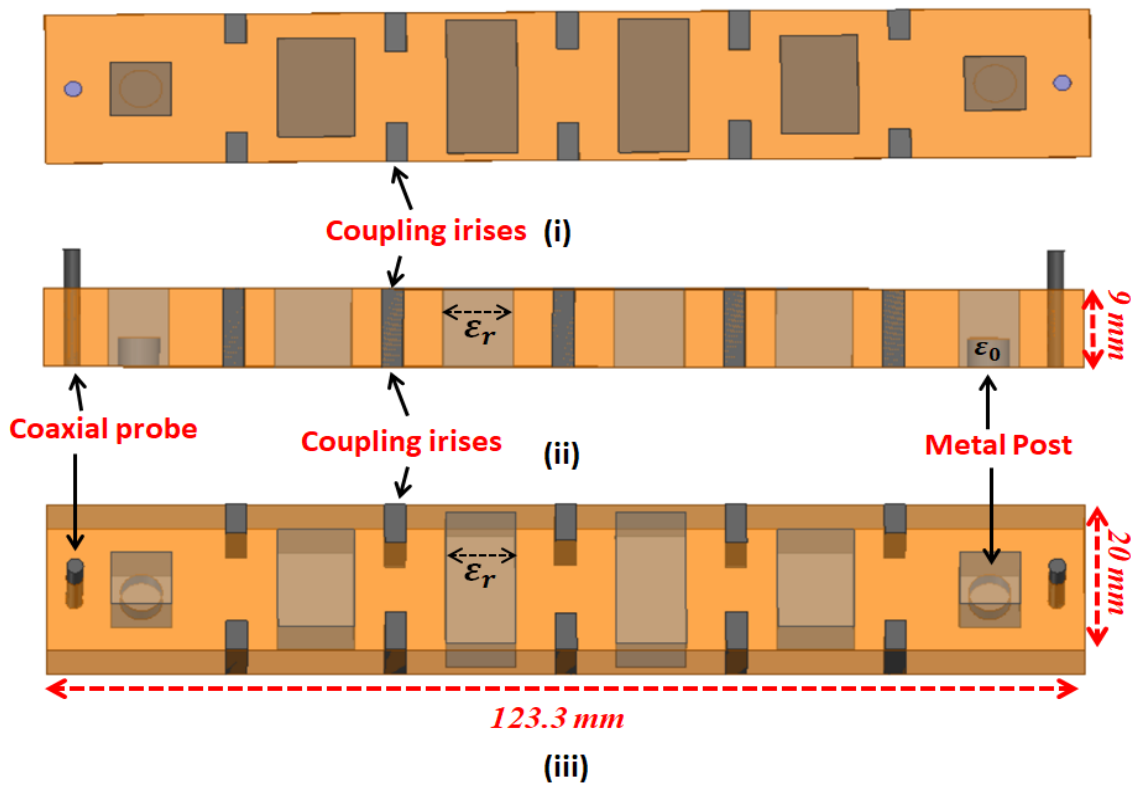 Coupling irises (i)
εr
ε0
9 mm
Coaxial probe
Coupling irises
(ii)
Metal Post
εr
20 mm
123.3 mm
(iii)